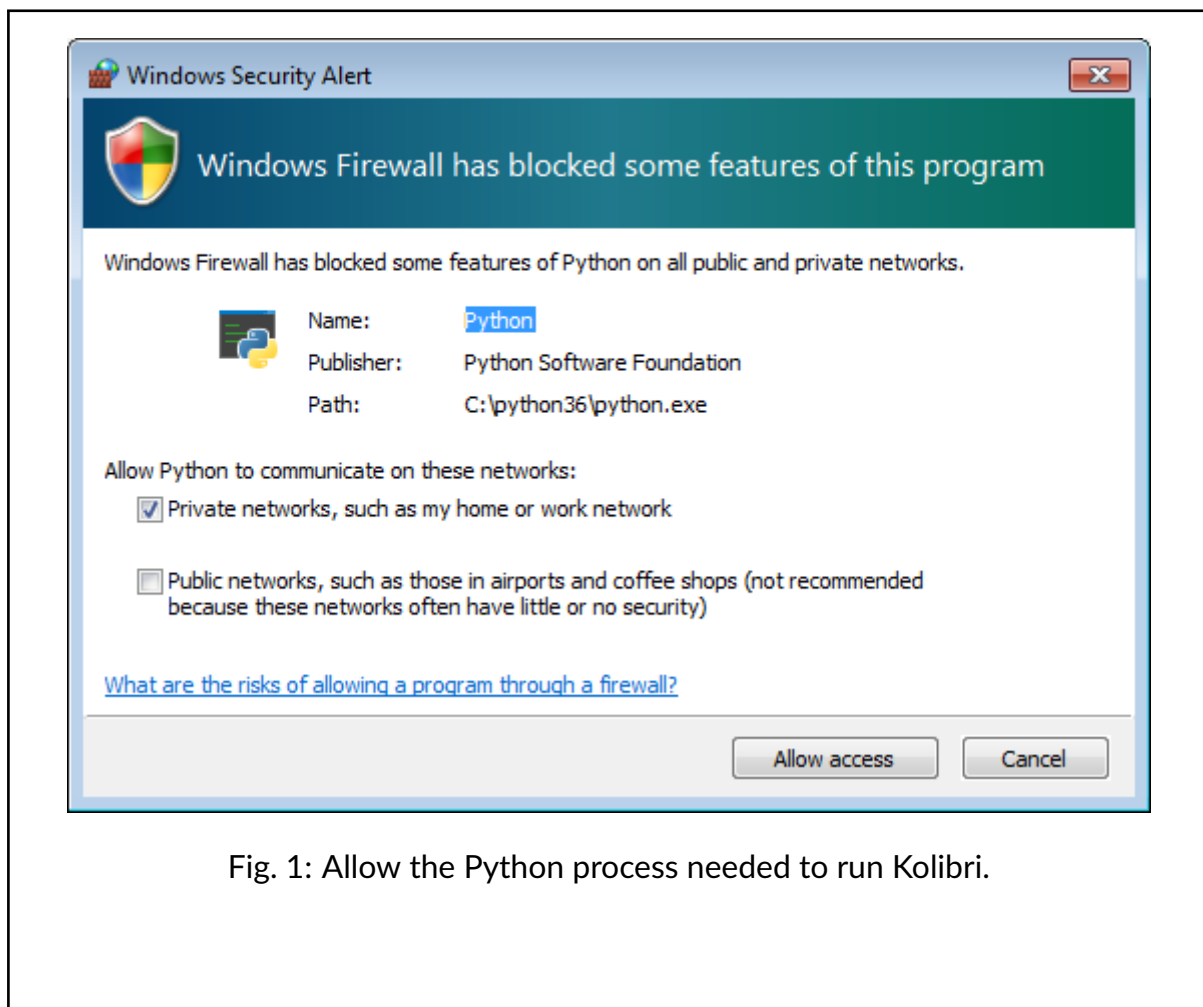 Windows Security Alert
Windows Firewall has blocked some features of this program
Windows Firewall has blocked some features of Python on all public and private networks.
Name: Python
Publisher: Python Software Foundation
Path: C:\python36\python.exe
Allow Python to communicate on these networks:
Private networks, such as my home or work network
Public networks, such as those in airports and coffee shops (not recommended
because these networks often have little or no security)
What are the risks of allowing a program through a firewall?
Allow access Cancel
Fig. 1: Allow the Python process needed to run Kolibri.